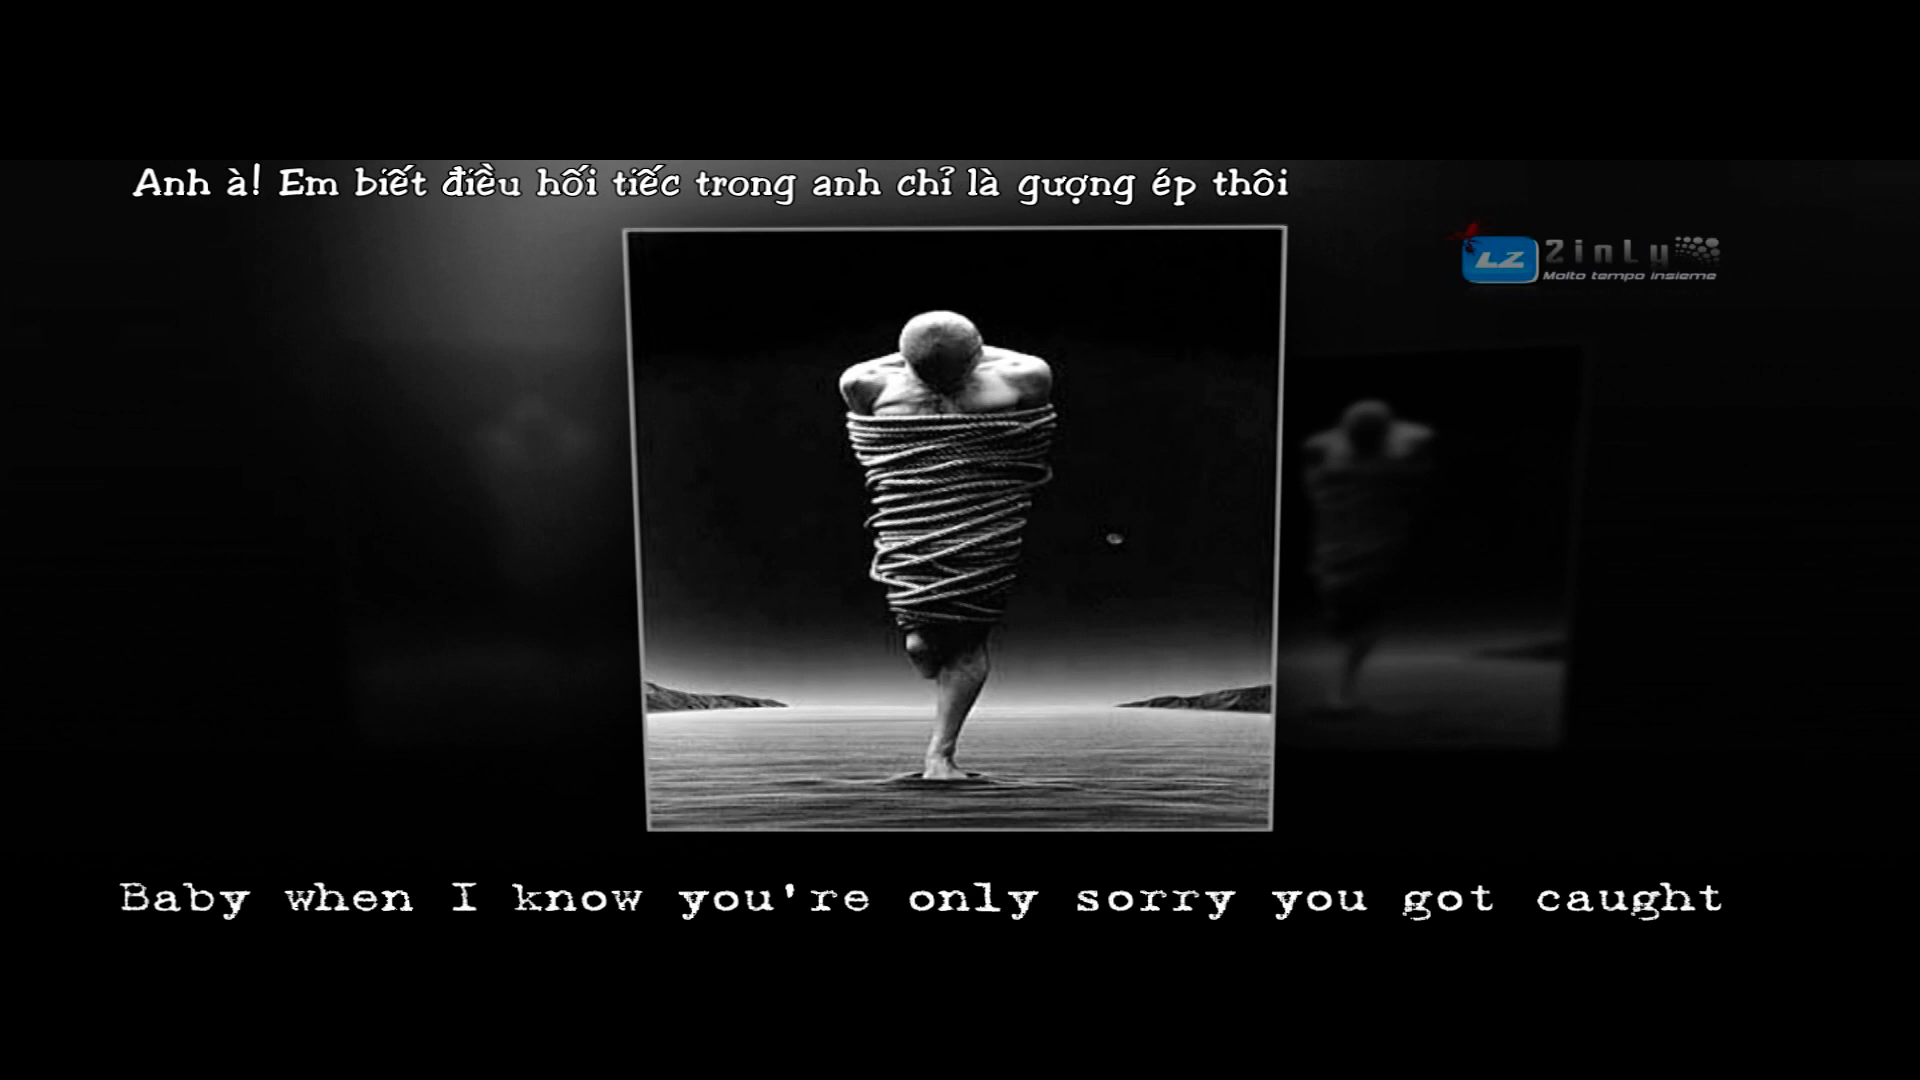 Anh à! Em biết điều hối tiếc trong anh chỉ là gượng ép thôi
LZ ZinLy
Molto tempo insieme
Baby when I know you're only sorry you got caught